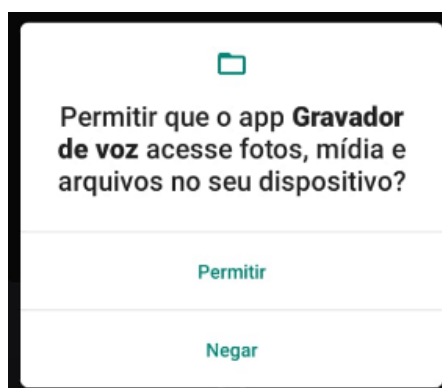 Permitir que o app Gravador
de voz acesse fotos, mídia e
arquivos no seu dispositivo?
Permitir
Negar